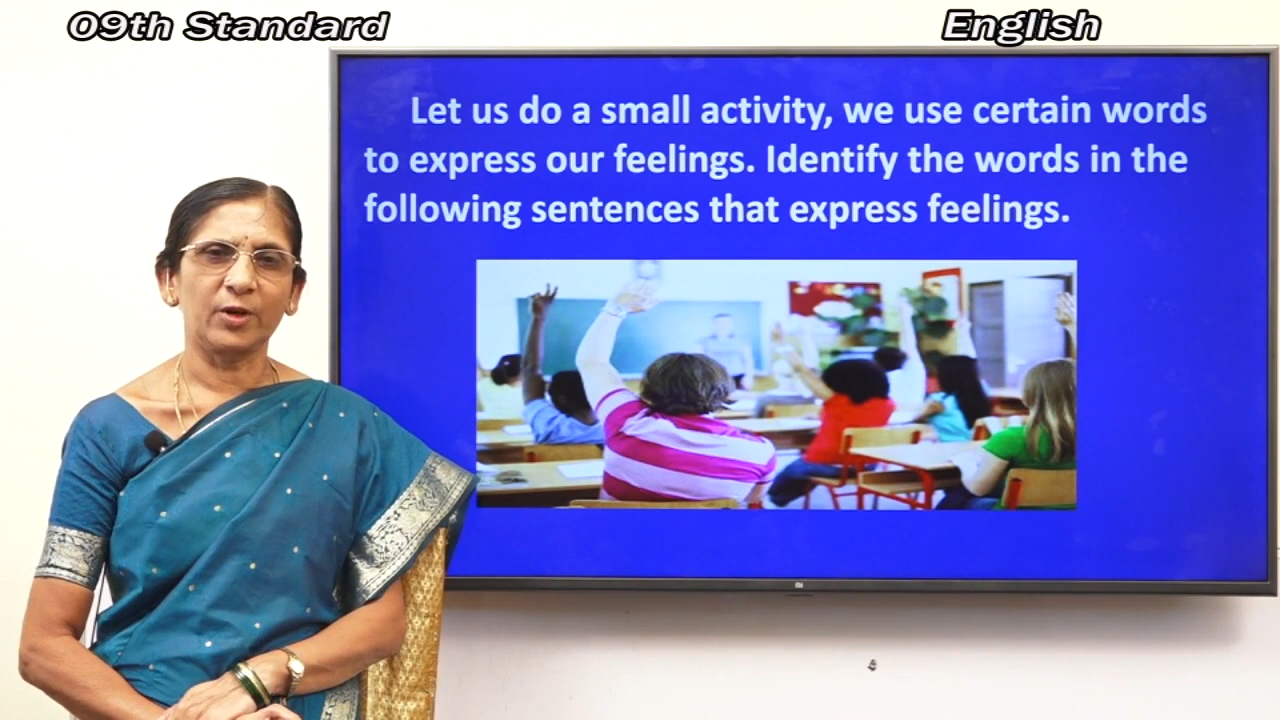 09th Standard
English
Let us do a small activity, we use certain words
to express our feelings. Identify the words in the
following sentences that express feelings.